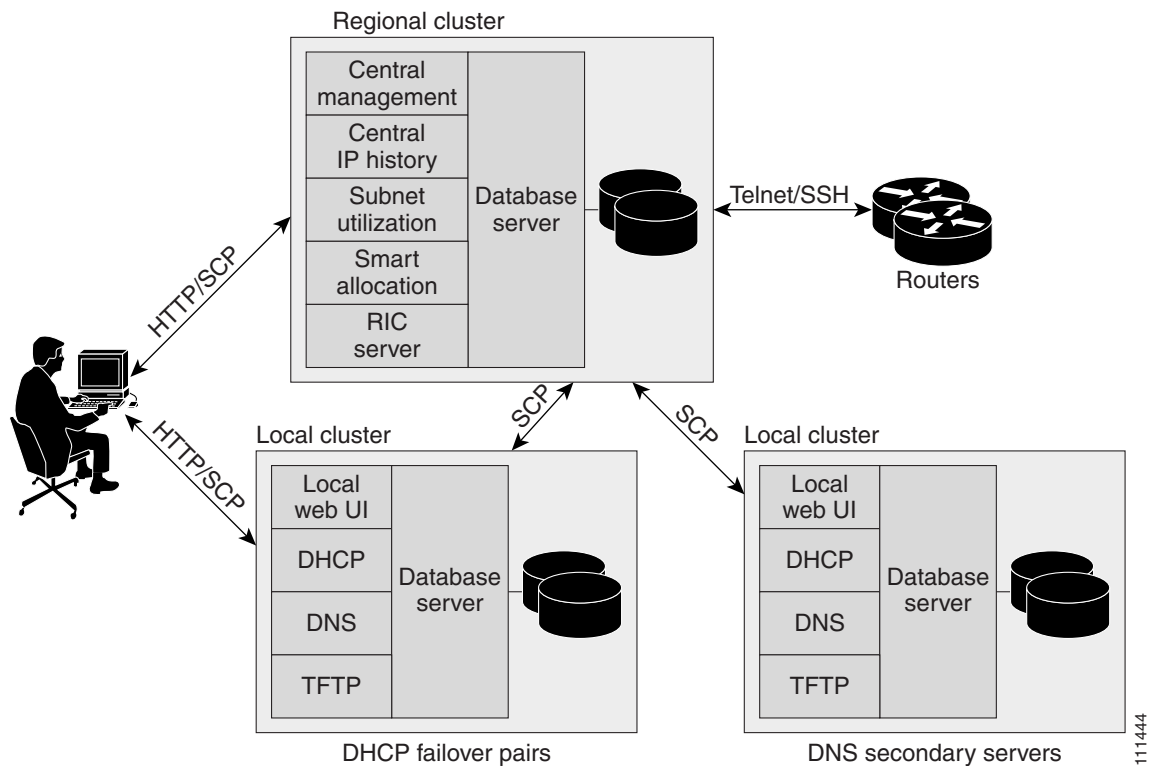 Regional cluster
Central
management
Central
IP history
Subnet
utilization
Smart
allocation
RIC
server
Database
server
Telnet/SSH
Routers
HTTP/SCP
HTTP/SCP
SCP
SCP
Local cluster
Local
web UI
DHCP
DNS
TFTP
Database
server
DHCP failover pairs
Local cluster
Local
web UI
DHCP
DNS
TFTP
Database
server
DNS secondary servers
111444